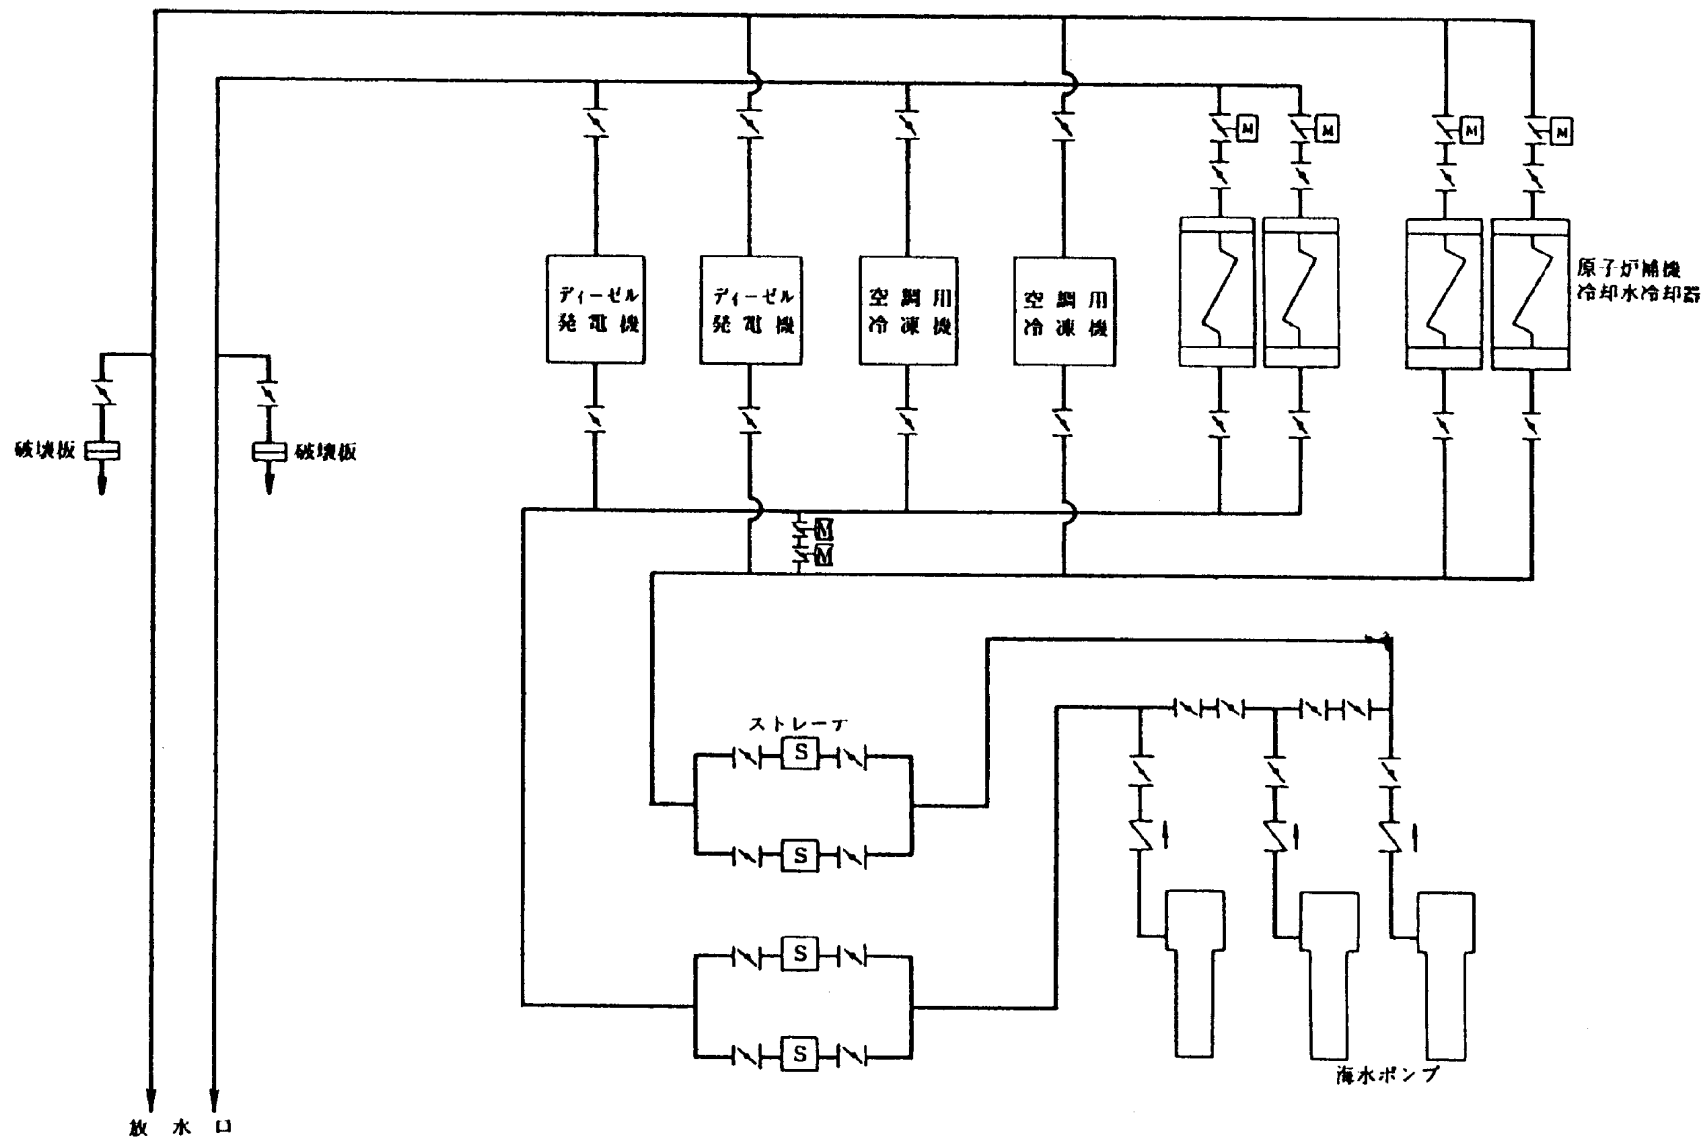 M
M
M
M
ディーゼル
発電機
ディーゼル
発電機
空調用
冷凍機
空調用
冷凍機
原子炉補機
冷却水冷却器
破壊板
破壊板
M
M
ストレーナ
S
S
S
S
海水ポンプ
放水口